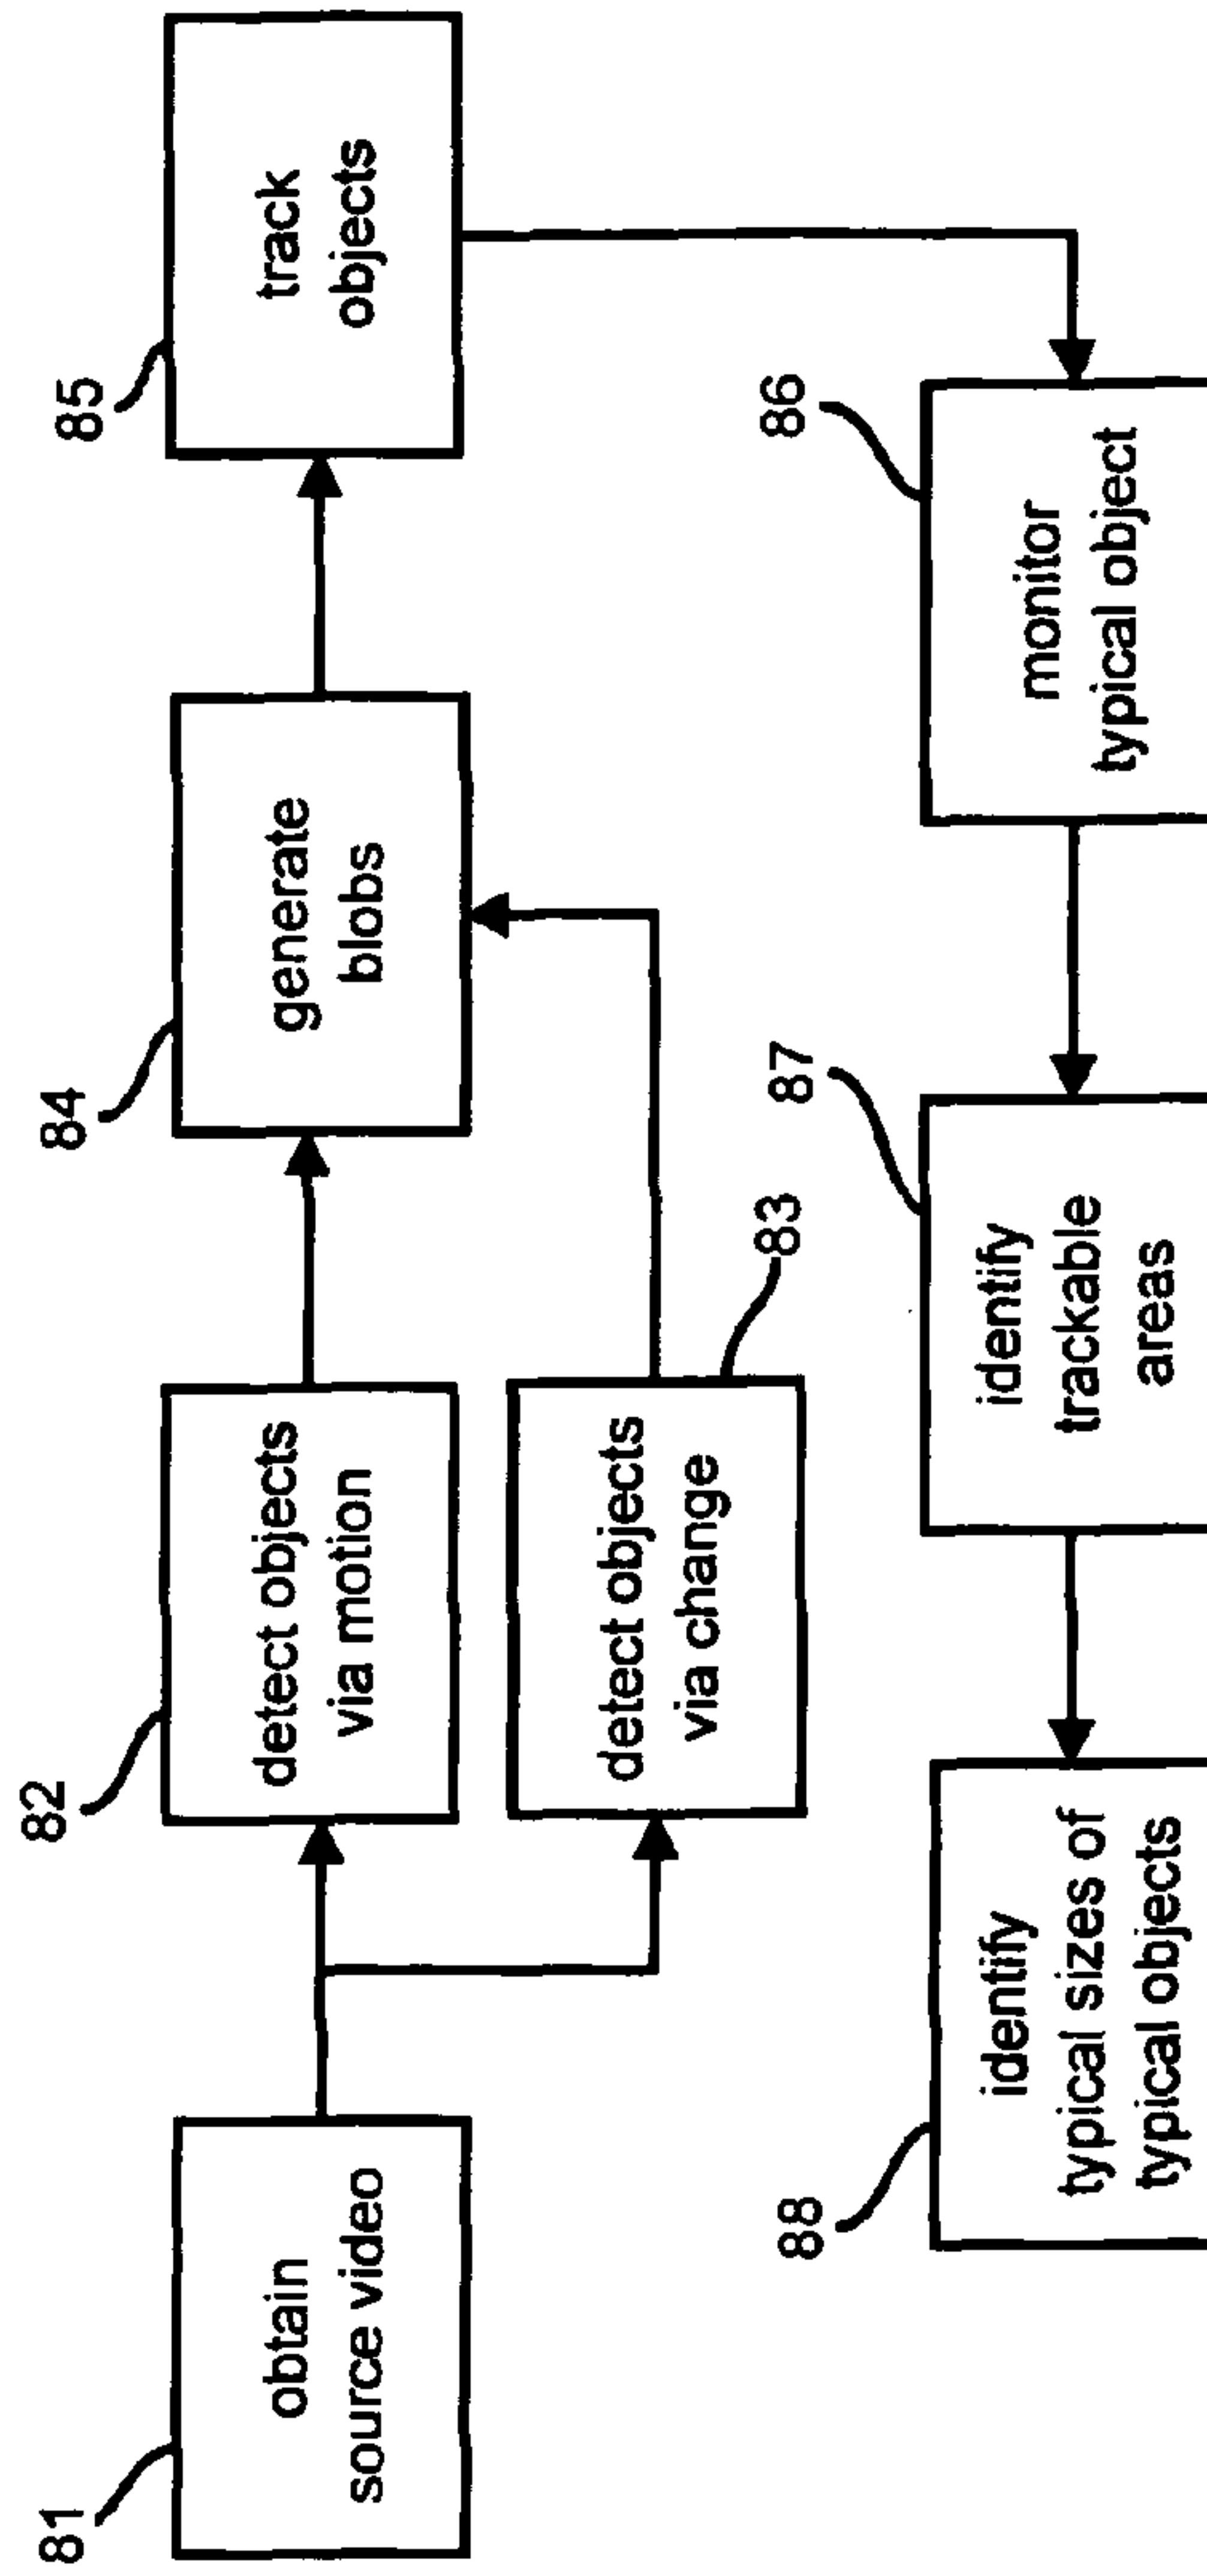 81
obtain
source video
82
detect objects
via motion
83
detect objects
via change
84
generate
blobs
85
track
objects
86
monitor
typical object
87
identify
trackable
areas
88
identify
typical sizes of
typical objects